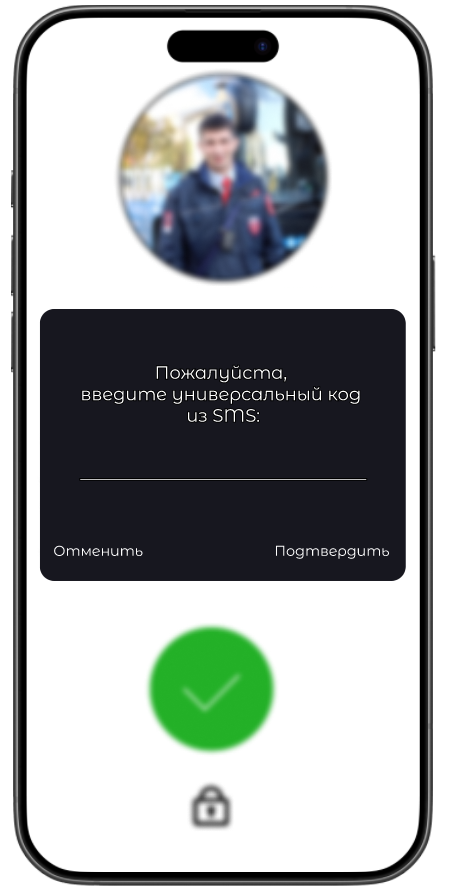 Пожалуйста,
введите универсальный код
из SMS:
Отменить
Подтвердить